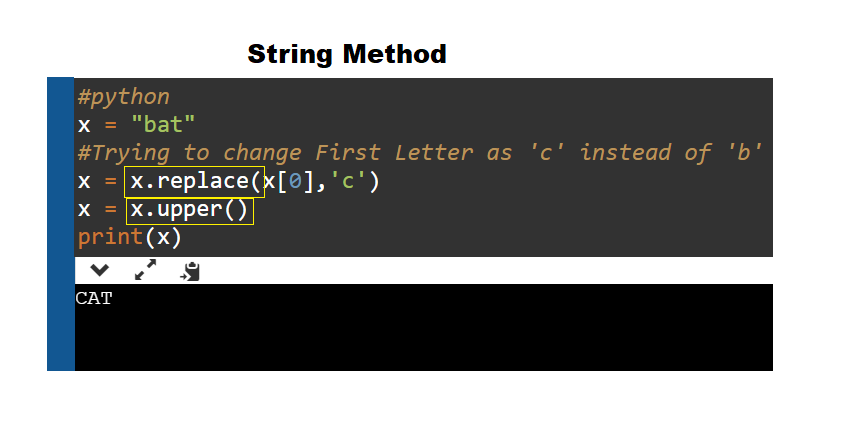 String Method
#python
x = "bat"
#Trying to change First Letter as 'c' instead of 'b'
x = x.replace(x[0],'c')
x = x.upper()
print(x)
CAT